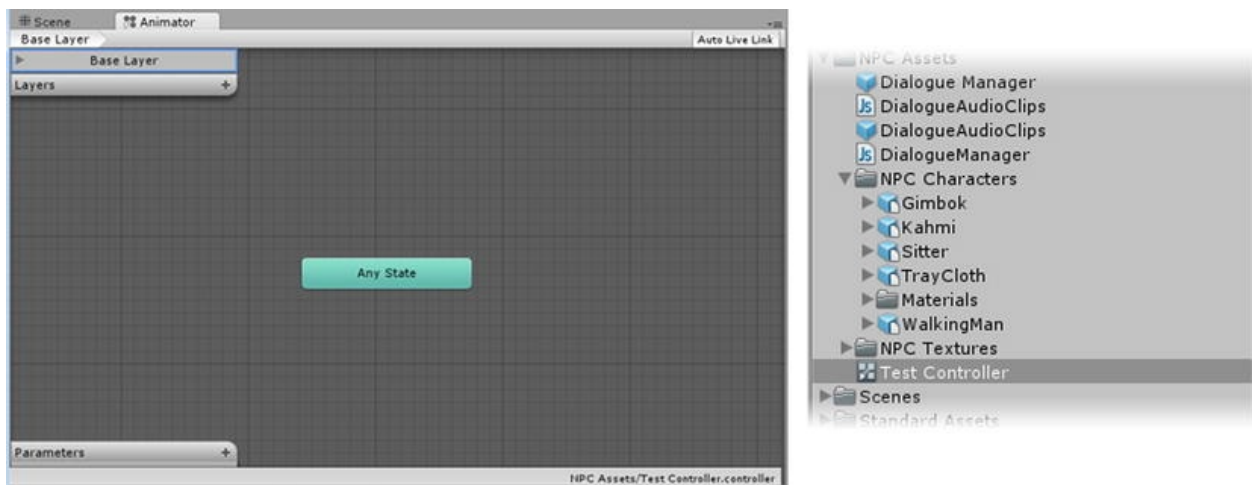 Scene
Animator
Base Layer
Auto Live Link
Base Layer
Layers
Any State
Parameters
NPC Assets/Test Controller.controller
NPC Assets
Dialogue Manager
DialogueAudioClips
DialogueAudioClips
DialogueManager
NPC Characters
Gimbok
Kahmi
Sitter
TrayCloth
Materials
WalkingMan
NPC Textures
Test Controller
Scenes
Standard Assets